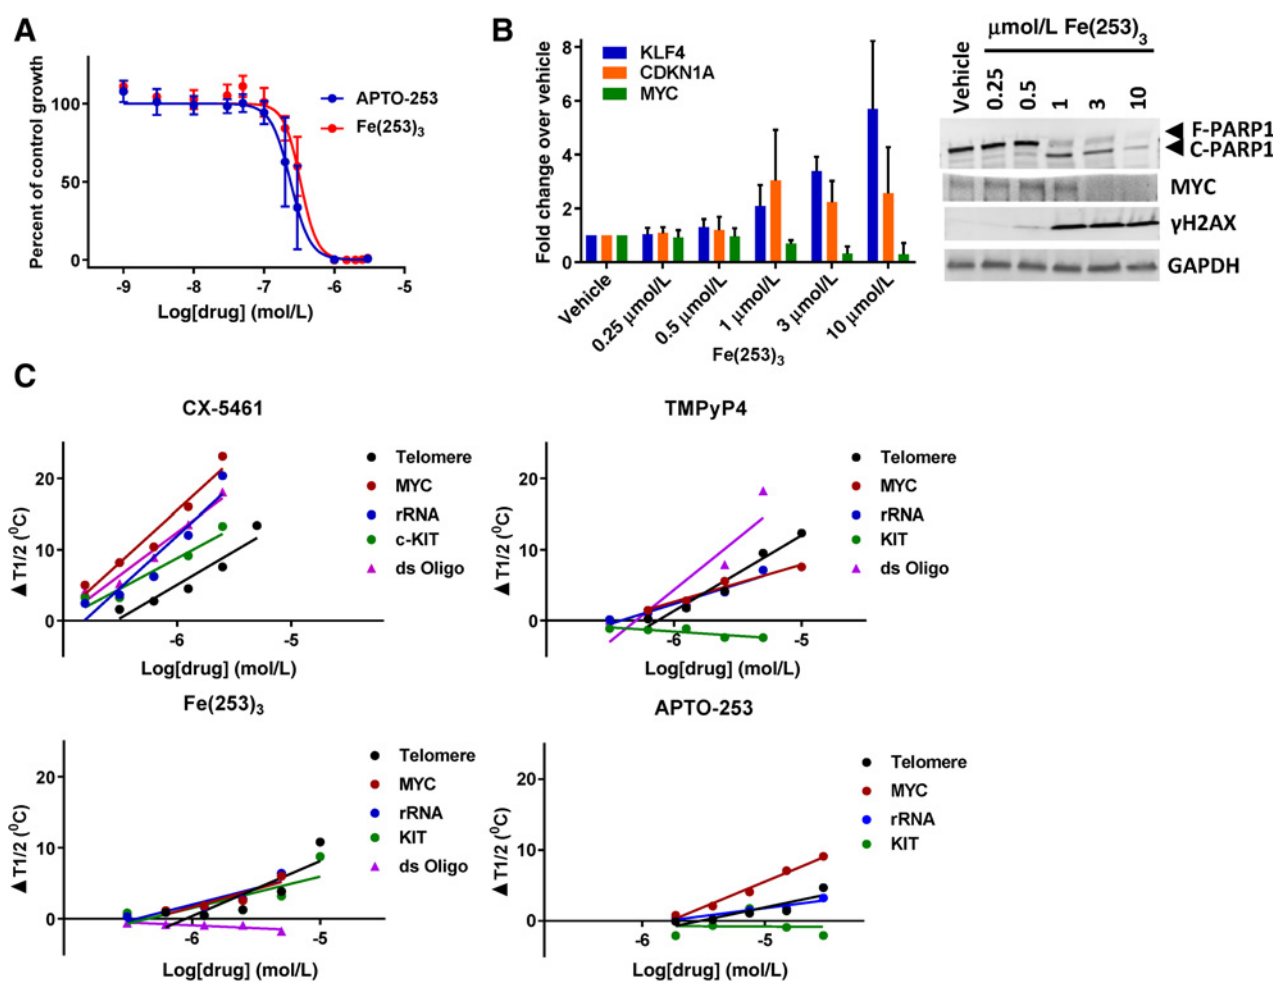 A
Percent of control growth
100
50
0
-9
-8
-7
-6
-5
Log[drug] (mol/L)
APTO-253
Fe(253)3
B
Fold change over vehicle
8
6
4
2
0
KLF4
CDKN1A
MYC
Vehicle
0.25 μmol/L
0.5 μmol/L
1 μmol/L
3 μmol/L
10 μmol/L
Fe(253)3
μmol/L Fe(253)3
Vehicle
0.25
0.5
1
3
10
F-PARP1
C-PARP1
MYC
γH2AX
GAPDH
C
CX-5461
▲T1/2 (⁰C)
20
10
0
-6
-5
Log[drug] (mol/L)
Telomere
MYC
rRNA
c-KIT
ds Oligo
TMPyP4
▲T1/2 (⁰C)
20
10
0
-6
-5
Log[drug] (mol/L)
Telomere
MYC
rRNA
KIT
ds Oligo
Fe(253)3
▲T1/2 (⁰C)
20
10
0
-6
-5
Log[drug] (mol/L)
Telomere
MYC
rRNA
KIT
ds Oligo
APTO-253
▲T1/2 (⁰C)
20
10
0
-6
-5
Log[drug] (mol/L)
Telomere
MYC
rRNA
KIT